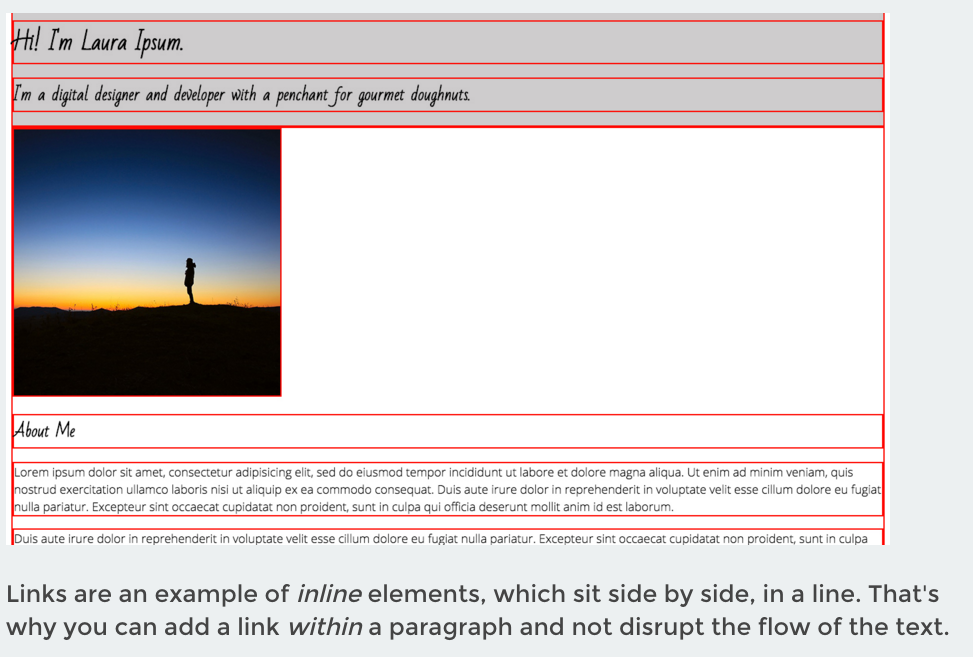 Hi! I'm Laura Ipsum.
I'm a digital designer and developer with a penchant for gourmet doughnuts.
About Me
Lorem ipsum dolor sit amet, consectetur adipisicing elit, sed do eiusmod tempor incididunt ut labore et dolore magna aliqua. Ut enim ad minim veniam, quis
nostrud exercitation ullamco laboris nisi ut aliquip ex ea commodo consequat. Duis aute irure dolor in reprehenderit in voluptate velit esse cillum dolore eu fugiat
nulla pariatur. Excepteur sint occaecat cupidatat non proident, sunt in culpa qui officia deserunt mollit anim id est laborum.
Duis aute irure dolor in reprehenderit in voluptate velit esse cillum dolore eu fugiat nulla pariatur. Excepteur sint occaecat cupidatat non proident, sunt in culpa
Links are an example of inline elements, which sit side by side, in a line. That's
why you can add a link within a paragraph and not disrupt the flow of the text.